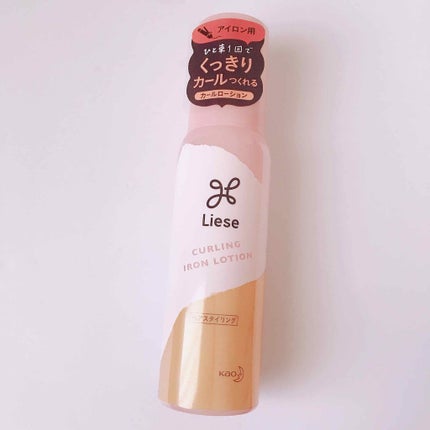 アイロン用
ひと束1回で
くっきり
カールつくれる
カールローション
Liese
CURLING
IRON LOTION
ヘアスタイリング
Kao